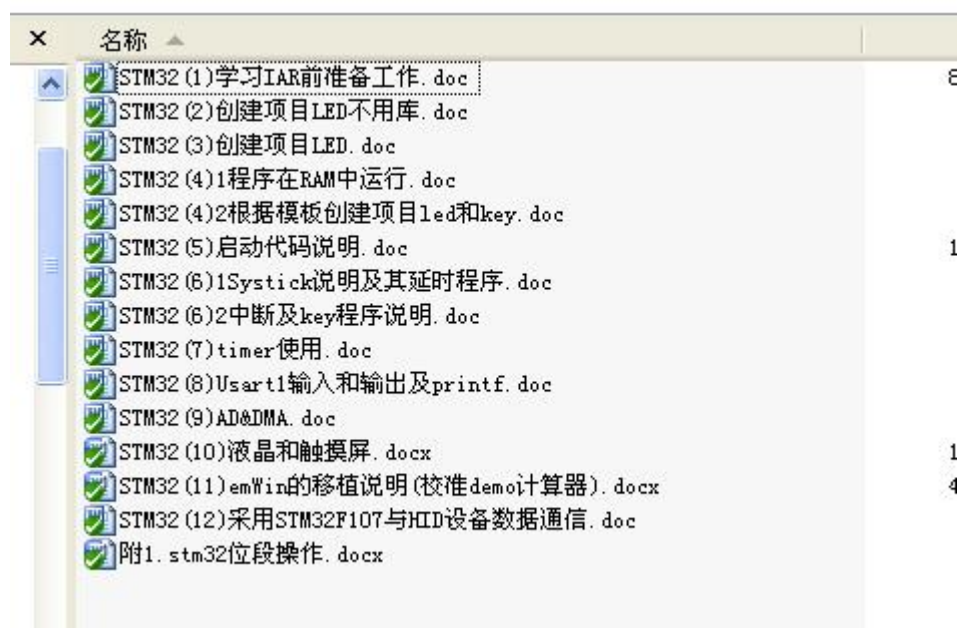 名称
STM32(1)学习IAR前准备工作.doc
8
STM32(2)创建项目LED不用库.doc
STM32(3)创建项目LED.doc
STM32(4)1程序在RAM中运行.doc
STM32(4)2根据模板创建项目led和key.doc
STM32(5)启动代码说明.doc
1
STM32(6)1Systick说明及其延时程序.doc
STM32(6)2中断及key程序说明.doc
STM32(7)timer使用.doc
STM32(8)Usart1输入和输出及printf.doc
STM32(9)AD&DMA.doc
STM32(10)液晶和触摸屏.docx
1
STM32(11)emWin的移植说明(校准demo计算器).docx
4
STM32(12)采用STM32F107与HID设备数据通信.doc
附1.stm32位段操作.docx